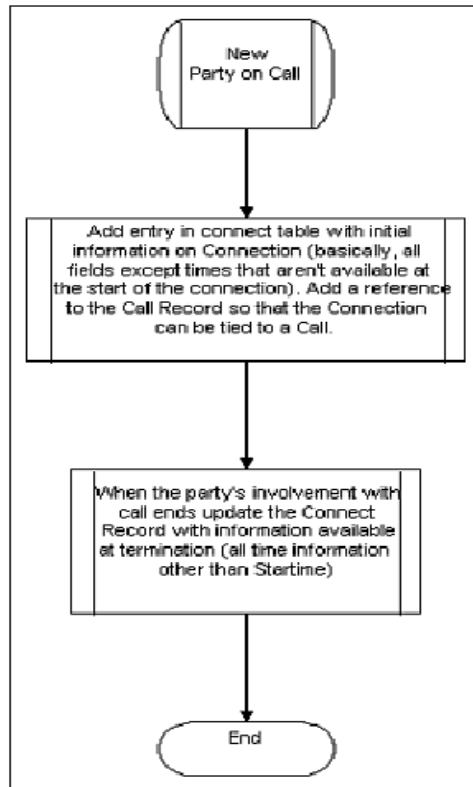 New
Party on Call
Add entry in connect table with initial
information on Connection (basically, all
fields except times that aren't available at
the start of the connection). Add a reference
to the Call Record so that the Connection
can be tied to a Call.
When the party's involvement with
call ends update the Connect
Record with information available
at termination (all time information
other than Startime)
End